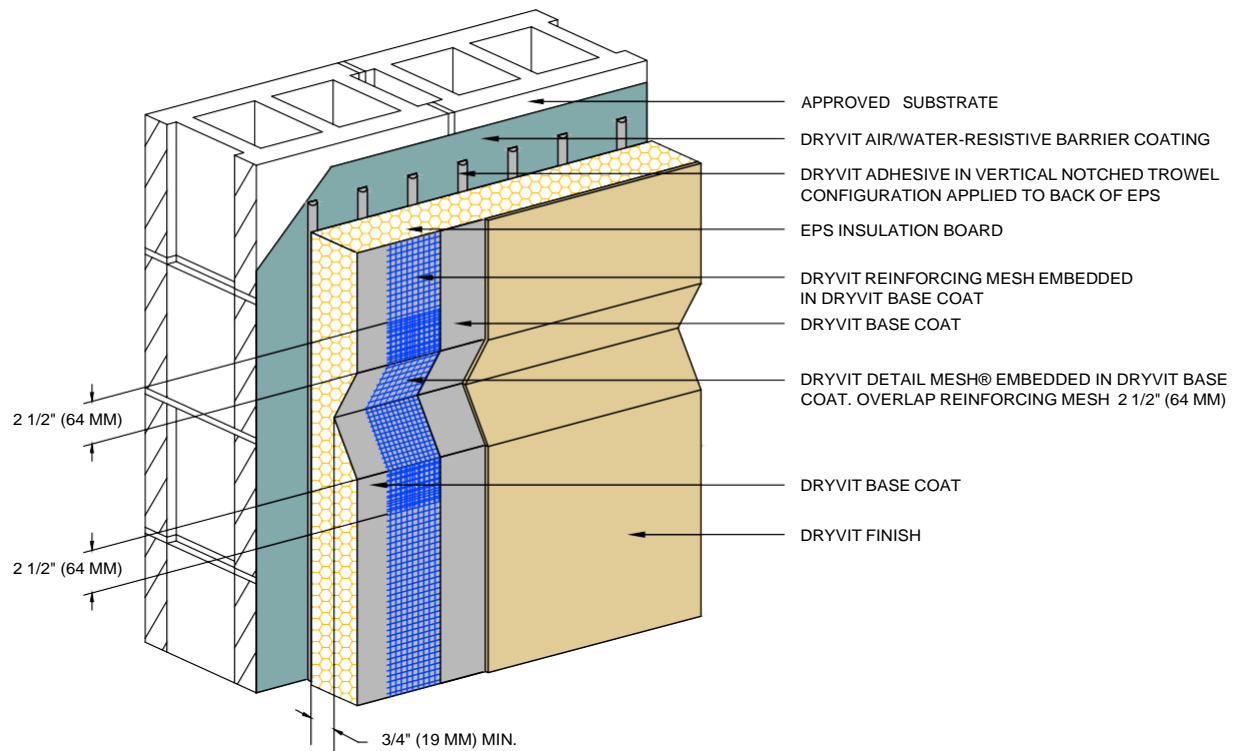 APPROVED SUBSTRATE
DRYVIT AIR/WATER-RESISTIVE BARRIER COATING
DRYVIT ADHESIVE IN VERTICAL NOTCHED TROWEL
CONFIGURATION APPLIED TO BACK OF EPS
EPS INSULATION BOARD
DRYVIT REINFORCING MESH EMBEDDED
IN DRYVIT BASE COAT
DRYVIT BASE COAT
DRYVIT DETAIL MESH® EMBEDDED IN DRYVIT BASE
COAT. OVERLAP REINFORCING MESH 2 1/2" (64 MM)
2 1/2" (64 MM)
DRYVIT BASE COAT
DRYVIT FINISH
2 1/2" (64 MM)
3/4" (19 MM) MIN.